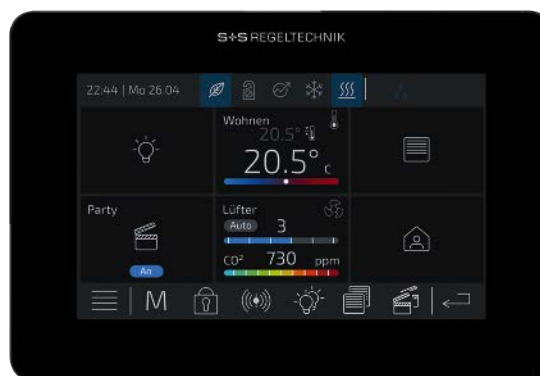 S+S REGELTECHNIK
22:44 | Mo 26.04
Wohnen
20.5°
20.5° C
Party
An
Lüfter
Auto 3
CO² 730 ppm
M